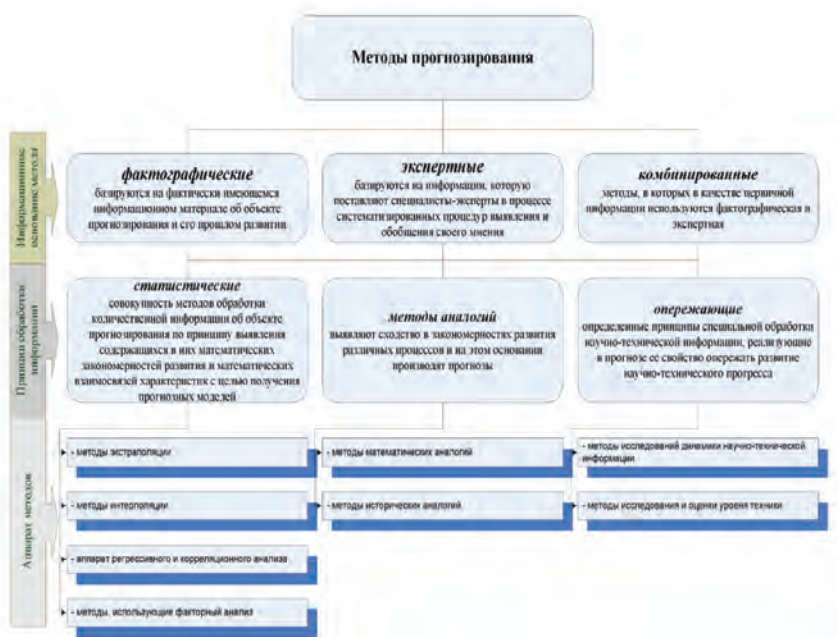 Методы прогнозирования
Информационное
основание метода
фактографические
базируются на фактически имеющемся
информационном материале об объекте
прогнозирования и его прошлом развитии
экспертные
базируются на информации, которую
поставляют специалисты-эксперты в процессе
систематизированных процедур выявления и
обобщения своего мнения
комбинированные
методы, в которых в качестве первичной
информации используются фактографическая и
экспертная
Принцип обработки
информации
статистические
совокупность методов обработки
количественной информации об объекте
прогнозирования по принципу выявления
содержащихся в них математических
закономерностей развития и математических
взаимосвязей характеристик с целью получения
прогнозных моделей
методы аналогий
выявляют сходство в закономерностях развития
различных процессов и на этом основании
производят прогнозы
опережающие
определенные принципы специальной обработки
научно-технической информации, реализующие
в прогнозе ее свойство опережать развитие
научно-технического прогресса
Аппарат методов
- методы экстраполяции
- методы интерполяции
- аппарат регрессивного и корреляционного анализа
- методы, использующие факторный анализ
- методы математических аналогий
- методы исторических аналогий
- методы исследований динамики научно-технической
информации
- методы исследования и оценки уровня техники